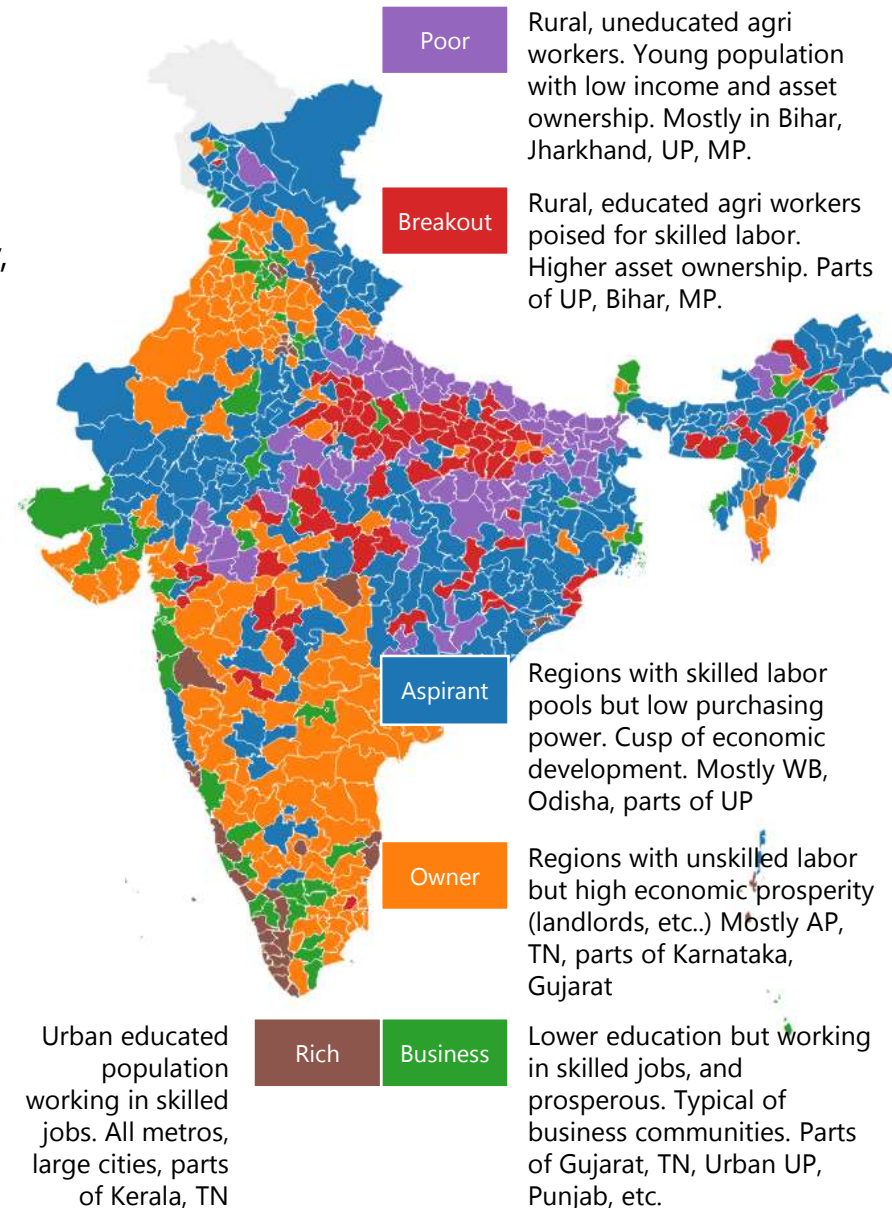 Poor
Rural, uneducated agri
workers. Young population
with low income and asset
ownership. Mostly in Bihar,
Jharkhand, UP, MP.
,
Breakout
Rural, educated agri workers
poised for skilled labor.
Higher asset ownership. Parts
of UP, Bihar, MP.
Aspirant
Regions with skilled labor
pools but low purchasing
power. Cusp of economic
development. Mostly WB,
Odisha, parts of UP
Owner
Regions with unskilled labor
but high economic prosperity
(landlords, etc..) Mostly AP,
TN, parts of Karnataka,
Gujarat
Urban educated
population
working in skilled
jobs. All metros,
large cities, parts
of Kerala, TN
Rich
Business
Lower education but working
in skilled jobs, and
prosperous. Typical of
business communities. Parts
of Gujarat, TN, Urban UP,
Punjab, etc.